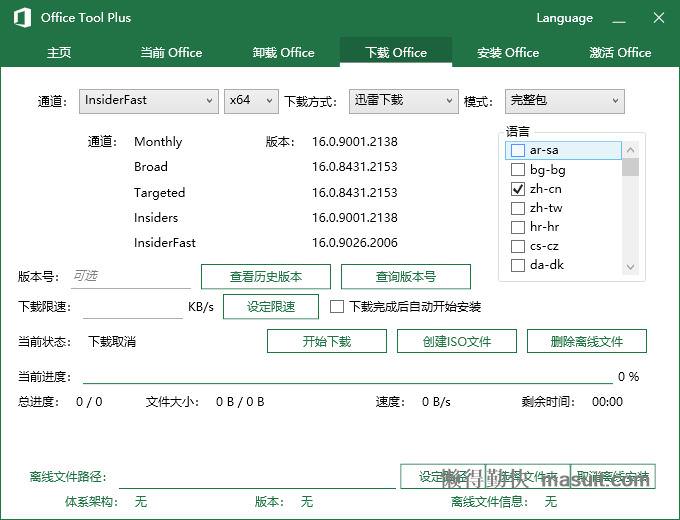 Office Tool Plus Language
主页 当前 Office 卸载 Office 下载 Office 安装 Office 激活 Office
通道: InsiderFast x64 下载方式: 迅雷下载 模式: 完整包
语言
通道: Monthly 版本: 16.0.9001.2138
Broad 16.0.8431.2153
Targeted 16.0.8431.2153
Insiders 16.0.9001.2138
InsiderFast 16.0.9026.2006
ar-sa
bg-bg
zh-cn
zh-tw
hr-hr
cs-cz
da-dk
版本号: 可选 查看历史版本 查询版本号
下载限速: KB/s 设定限速 下载完成后自动开始安装
当前状态: 下载取消 开始下载 创建ISO文件 删除离线文件
当前进度: 0 %
总进度: 0 / 0 文件大小: 0 B / 0 B 速度: 0 B/s 剩余时间: 00:00
离线文件路径: 取消离线安装
懒得勤快 masuit.com
体系架构: 无 版本: 无 离线文件信息: 无